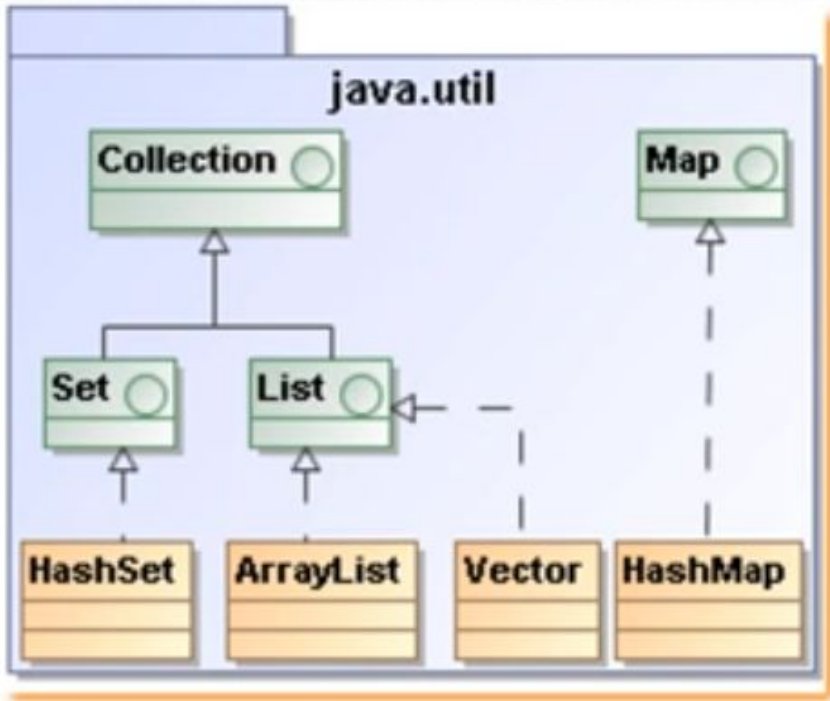 java.util
Collection
Map
Set
List
HashSet
ArrayList
Vector
HashMap